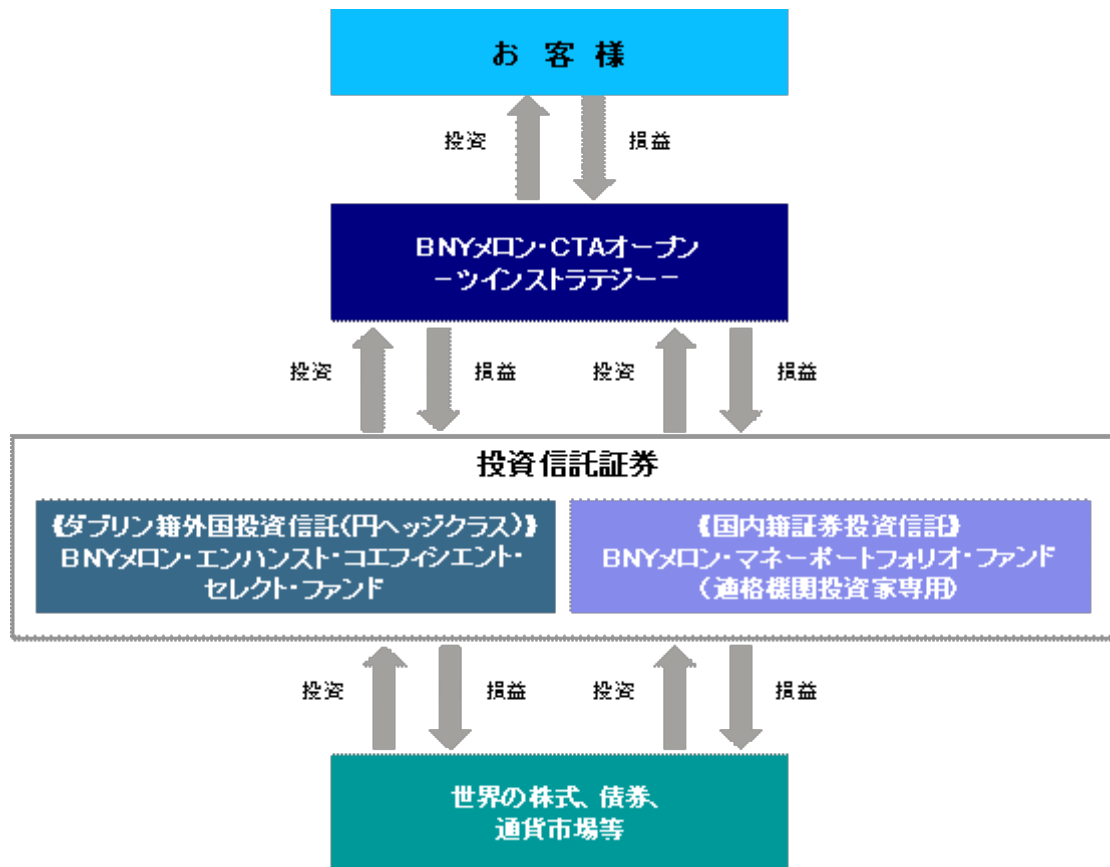 お 客 様
投資
損益
BNYメロン・CTAオープン
－ツインストラテジー－
投資
損益
投資
損益
投資信託証券
《ダブリン籍外国投資信託(円ヘッジクラス)》
BNYメロン・エンハンスト・コエフィシエント・
セレクト・ファンド
《国内籍証券投資信託》
BNYメロン・マネーポートフォリオ・ファンド
(適格機関投資家専用)
投資
損益
投資
損益
世界の株式、債券、
通貨市場等